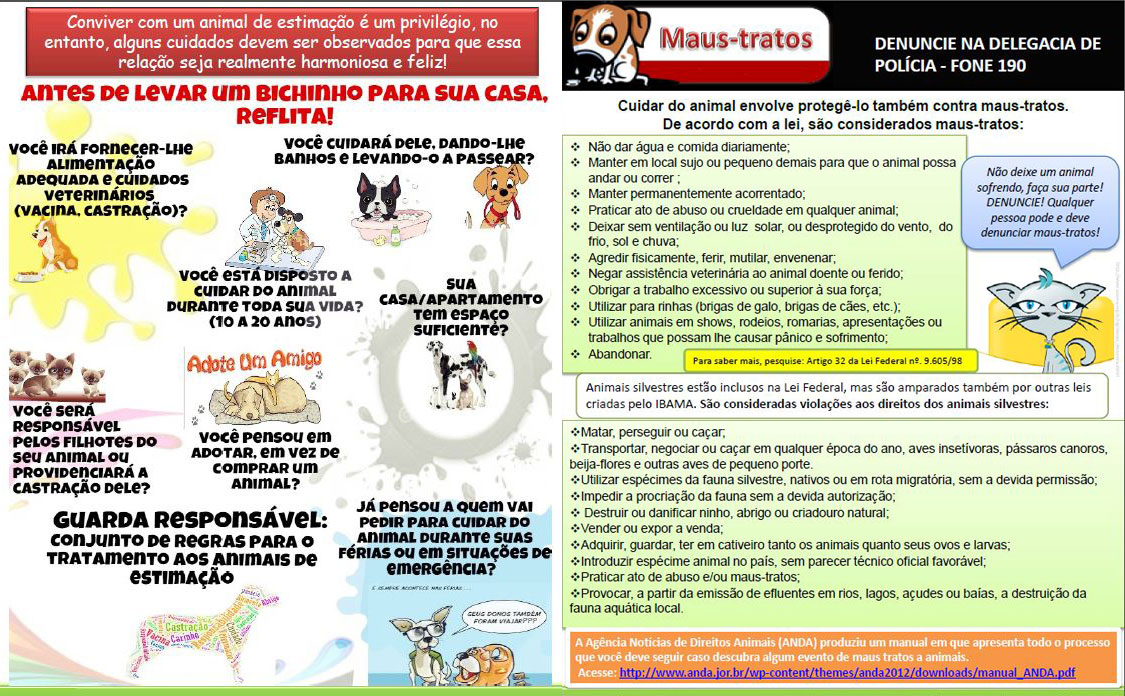 Conviver com um animal de estimação é um privilégio, no
entanto, alguns cuidados devem ser observados para que essa
relação seja realmente harmoniosa e feliz!
Antes de levar um bichinho para sua casa,
reflita!
Você irá fornecer-lhe
alimentação
adequada e cuidados
veterinários
(vacina, castração)?
Você cuidará dele, dando-lhe
banhos e levando-o a passear?
Você está disposto a
cuidar do animal
durante toda sua vida?
(10 a 20 anos)
Sua
casa/apartamento
tem espaço
suficiente?
Adote Um Amigo
Você será
responsável
pelos filhotes do
seu animal ou
providenciará a
castração dele?
Você pensou em
adotar, em vez de
comprar um
animal?
Guarda Responsável:
conjunto de regras para o
tratamento aos animais de
estimação
Castração
Vacina Carinho
Já pensou a quem vai
pedir para cuidar do
animal durante suas
férias ou em situações de
emergência?
E SEMPRE ACONTECE NAS FÉRIAS...
SEUS DONOS TAMBÉM
FORAM VIAJAR???
Maus-tratos
DENUNCIE NA DELEGACIA DE
POLÍCIA - FONE 190
Cuidar do animal envolve protegê-lo também contra maus-tratos.
De acordo com a lei, são considerados maus-tratos:
❖ Não dar água e comida diariamente;
❖ Manter em local sujo ou pequeno demais para que o animal possa
andar ou correr ;
❖ Manter permanentemente acorrentado;
❖ Praticar ato de abuso ou crueldade em qualquer animal;
❖ Deixar sem ventilação ou luz solar, ou desprotegido do vento, do
frio, sol e chuva;
❖ Agredir fisicamente, ferir, mutilar, envenenar;
❖ Negar assistência veterinária ao animal doente ou ferido;
❖ Obrigar a trabalho excessivo ou superior à sua força;
❖ Utilizar para rinhas (brigas de galo, brigas de cães, etc.);
❖ Utilizar animais em shows, rodeios, romarias, apresentações ou
trabalhos que possam lhe causar pânico e sofrimento;
❖ Abandonar.
Não deixe um animal
sofrendo, faça sua parte!
DENUNCIE! Qualquer
pessoa pode e deve
denunciar maus-tratos!
Para saber mais, pesquise: Artigo 32 da Lei Federal nº. 9.605/98
Animais silvestres estão inclusos na Lei Federal, mas são amparados também por outras leis
criadas pelo IBAMA. São consideradas violações aos direitos dos animais silvestres:
❖Matar, perseguir ou caçar;
❖Transportar, negociar ou caçar em qualquer época do ano, aves insetívoras, pássaros canoros,
beija-flores e outras aves de pequeno porte.
❖Utilizar espécimes da fauna silvestre, nativos ou em rota migratória, sem a devida permissão;
❖Impedir a procriação da fauna sem a devida autorização;
❖ Destruir ou danificar ninho, abrigo ou criadouro natural;
❖Vender ou expor a venda;
❖Adquirir, guardar, ter em cativeiro tanto os animais quanto seus ovos e larvas;
❖Introduzir espécime animal no país, sem parecer técnico oficial favorável;
❖Praticar ato de abuso e/ou maus-tratos;
❖Provocar, a partir da emissão de efluentes em rios, lagos, açudes ou baías, a destruição da
fauna aquática local.
A Agência Notícias de Direitos Animais (ANDA) produziu um manual em que apresenta todo o processo
que você deve seguir caso descubra algum evento de maus tratos a animais.
Acesse: http://www.anda.jor.br/wp-content/themes/anda2012/downloads/manual_ANDA.pdf